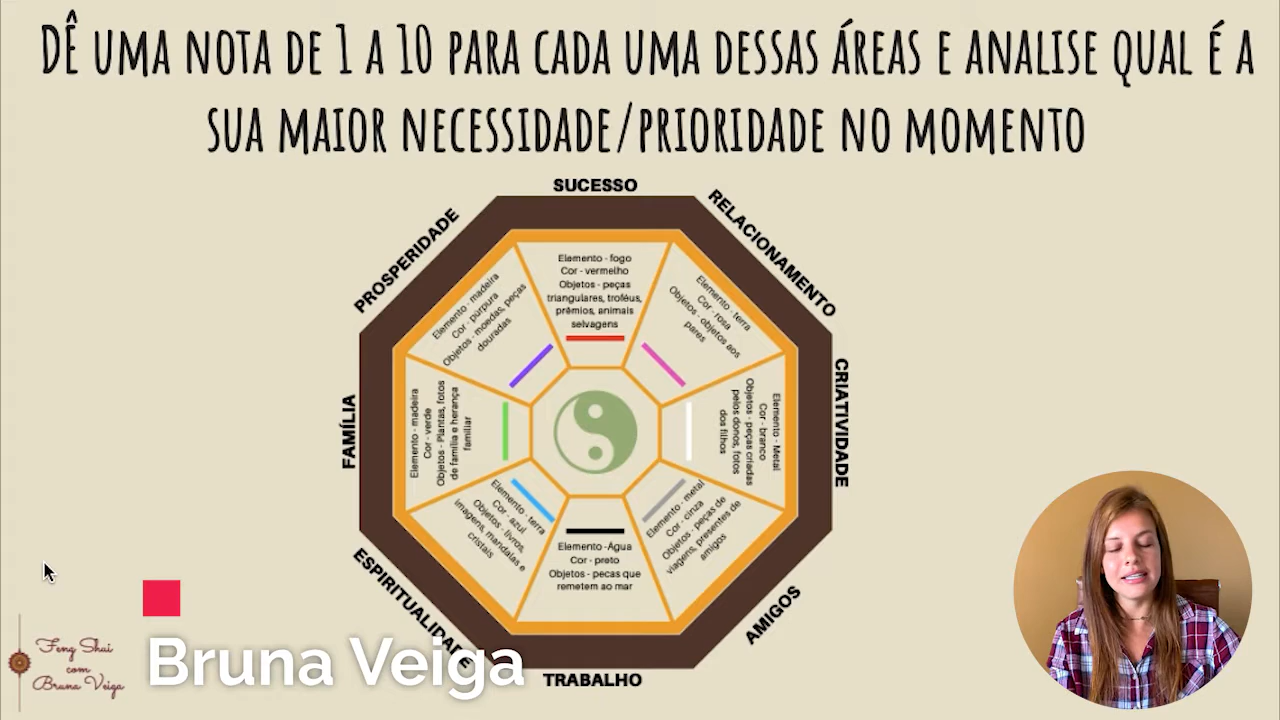 DÊ UMA NOTA DE 1 A 10 PARA CADA UMA DESSAS ÁREAS E ANALISE QUAL É A
SUA MAIOR NECESSIDADE/PRIORIDADE NO MOMENTO
SUCESSO
Elemento - fogo
Cor - vermelho
Objetos - peças
triangulares, troféus,
prêmios, animais
selvagens
RELACIONAMENTO
Elemento - terra
Cor - rosa
Objetos - objetos aos
pares
CRIATIVIDADE
Elemento - Metal
Cor - branco
Objetos - peças criadas
pelos donos, fotos
dos filhos
AMIGOS
Elemento - metal
Cor - cinza
Objetos - peças de
viagens, presentes de
amigos
TRABALHO
Elemento -Água
Cor - preto
Objetos - pecas que
remetem ao mar
ESPIRITUALIDADE
Elemento - terra
Cor - azul
Objetos - livros,
imagens, mandalas e
cristais
FAMÍLIA
Elemento - madeira
Cor - verde
Objetos - Plantas, fotos
de família e herança
familiar
PROSPERIDADE
Elemento - madeira
Cor - púrpura
Objetos - moedas, peças
douradas
Feng Shui
com
Bruna Veiga
Bruna Veiga